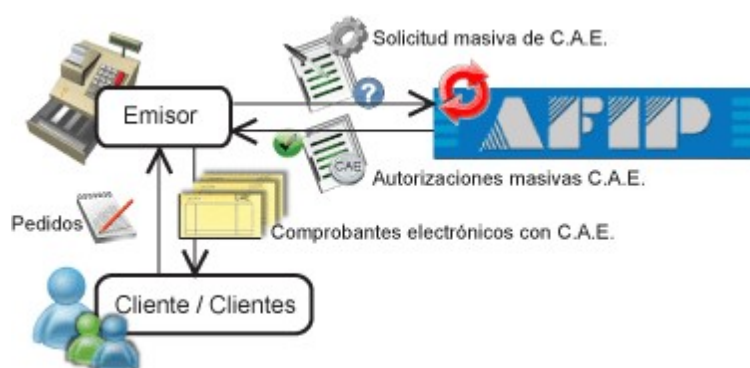 Solicitud masiva de C.A.E.
Emisor
AFIP
CAE
Autorizaciones masivas C.A.E.
Pedidos
Comprobantes electrónicos con C.A.E.
Cliente / Clientes